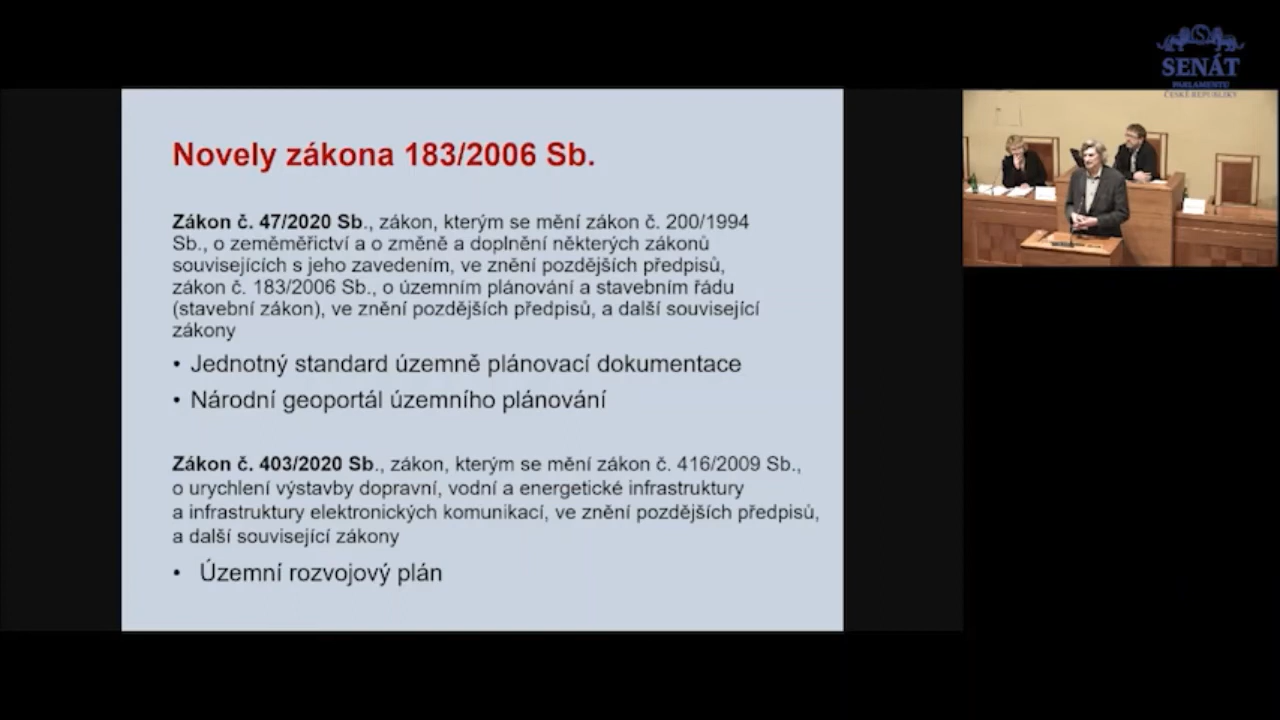 SENÁT
PARLAMENTU
ČESKÉ REPUBLIKY
Novely zákona 183/2006 Sb.
Zákon č. 47/2020 Sb., zákon, kterým se mění zákon č. 200/1994
Sb., o zeměměřictví a o změně a doplnění některých zákonů
souvisejících s jeho zavedením, ve znění pozdějších předpisů,
zákon č. 183/2006 Sb., o územním plánování a stavebním řádu
(stavební zákon), ve znění pozdějších předpisů, a další související
zákony
• Jednotný standard územně plánovací dokumentace
• Národní geoportál územního plánování
Zákon č. 403/2020 Sb., zákon, kterým se mění zákon č. 416/2009 Sb.,
o urychlení výstavby dopravní, vodní a energetické infrastruktury
a infrastruktury elektronických komunikací, ve znění pozdějších předpisů,
a další související zákony
• Územní rozvojový plán